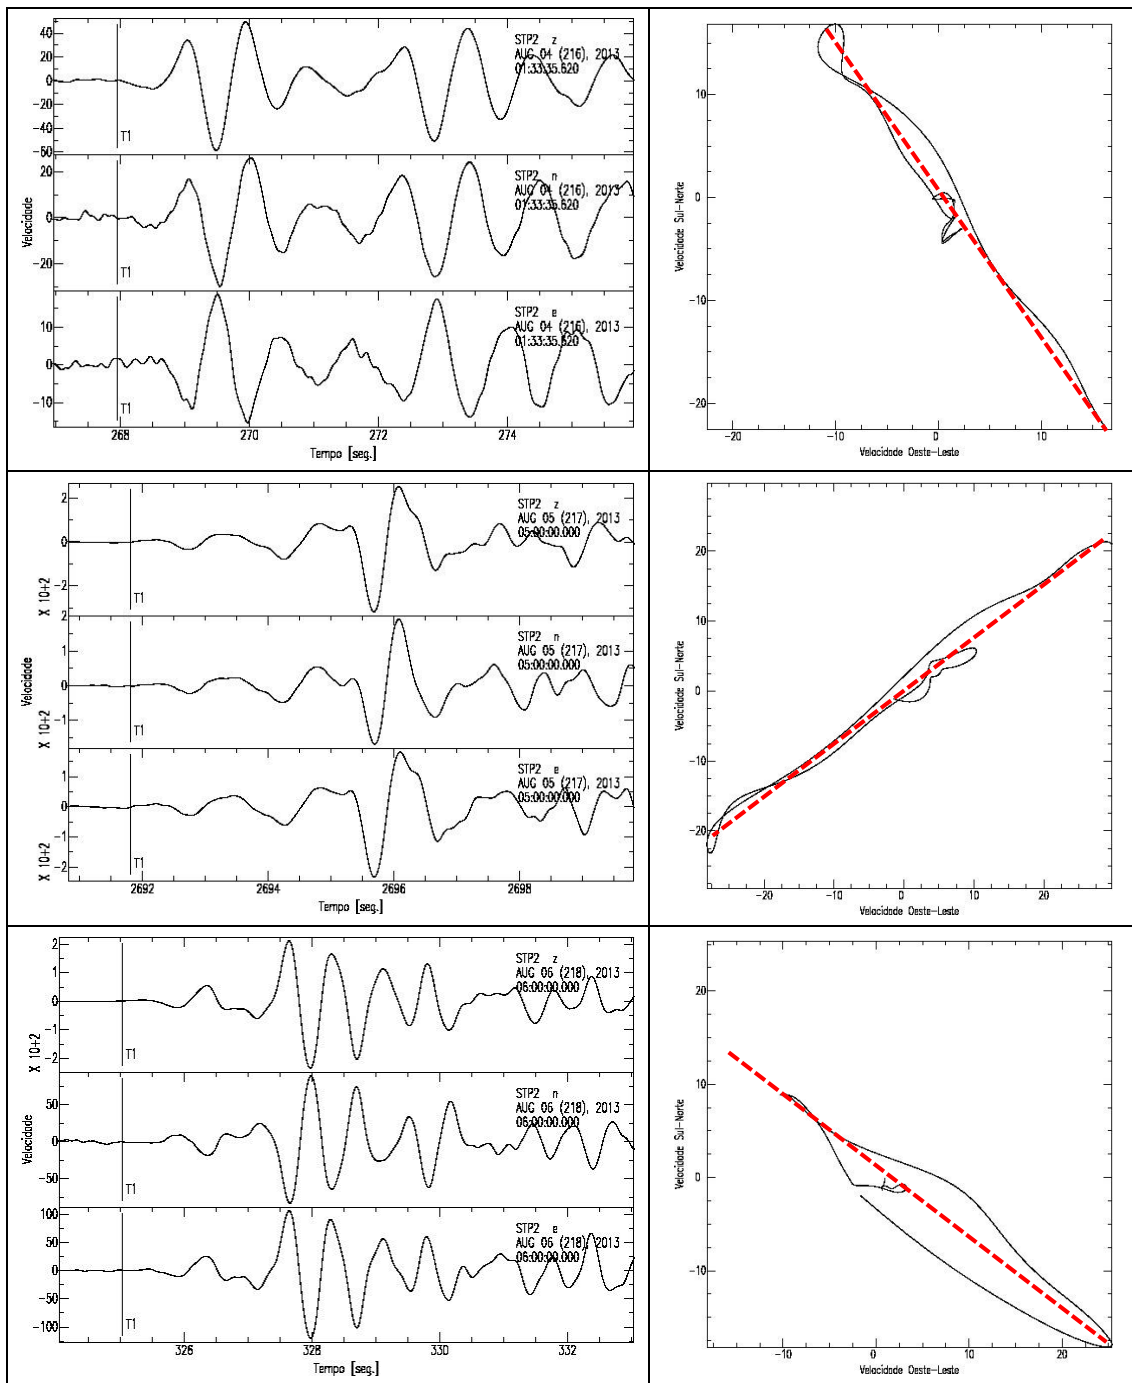 40
20
0
-20
-40
-60
T1
STP2 z
AUG 04 (216), 2013
01:33:35.620
20
0
-20
Velocidade
T1
STP2 n
AUG 04 (216), 2013
01:33:35.620
10
0
-10
T1
STP2 e
AUG 04 (216), 2013
01:33:35.620
268 270 272 274
Tempo [seg.]
10
0
-10
-20
Velocidade Sul-Norte
-20 -10 0 10
Velocidade Oeste-Leste
2
0
-2
X 10+2
T1
STP2 z
AUG 05 (217), 2013
05:00:00.000
2
1
0
-1
X 10+2
Velocidade
T1
STP2 n
AUG 05 (217), 2013
05:00:00.000
1
0
-1
-2
X 10+2
T1
STP2 e
AUG 05 (217), 2013
05:00:00.000
2692 2694 2696 2698
Tempo [seg.]
20
10
0
-10
-20
Velocidade Sul-Norte
-20 -10 0 10 20
Velocidade Oeste-Leste
2
1
0
-1
-2
X 10+2
T1
STP2 z
AUG 06 (218), 2013
06:00:00.000
50
0
-50
Velocidade
T1
STP2 n
AUG 06 (218), 2013
06:00:00.000
100
50
0
-50
-100
T1
STP2 e
AUG 06 (218), 2013
06:00:00.000
326 328 330 332
Tempo [seg.]
20
10
0
-10
Velocidade Sul-Norte
-10 0 10 20
Velocidade Oeste-Leste